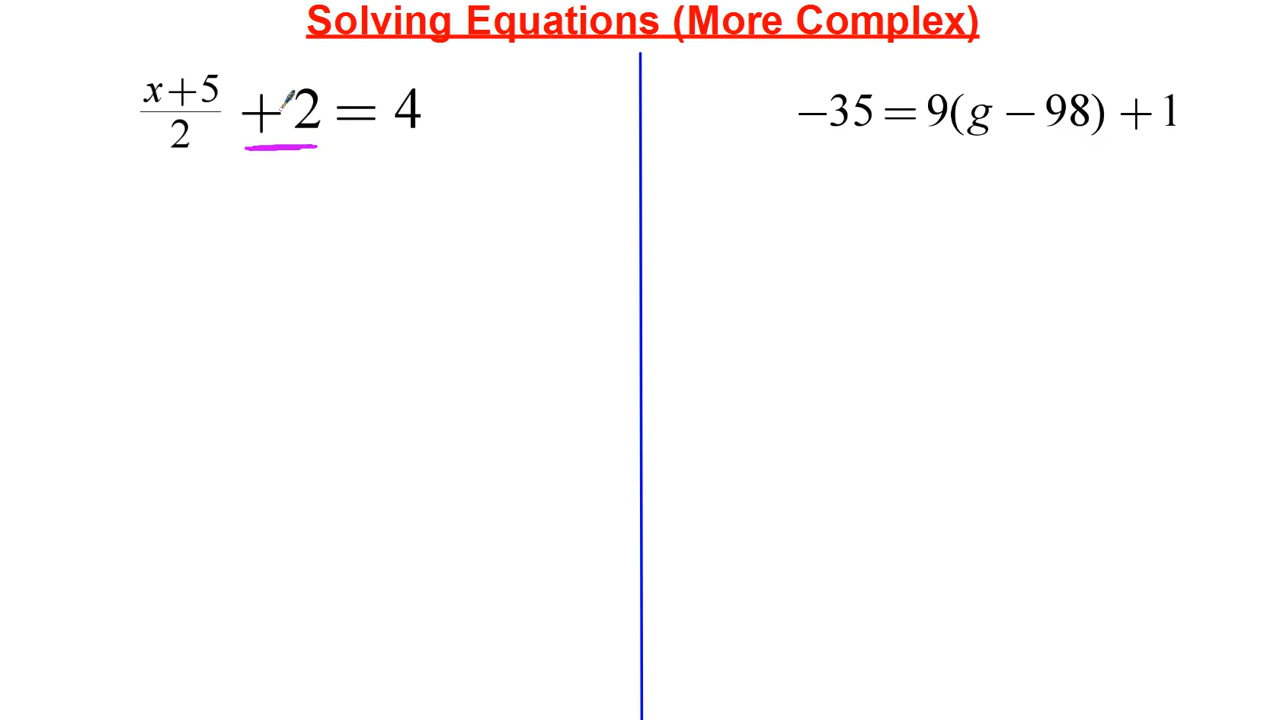 Solving Equations (More Complex)
x+5/2 +2 = 4
−35 = 9(g − 98) + 1